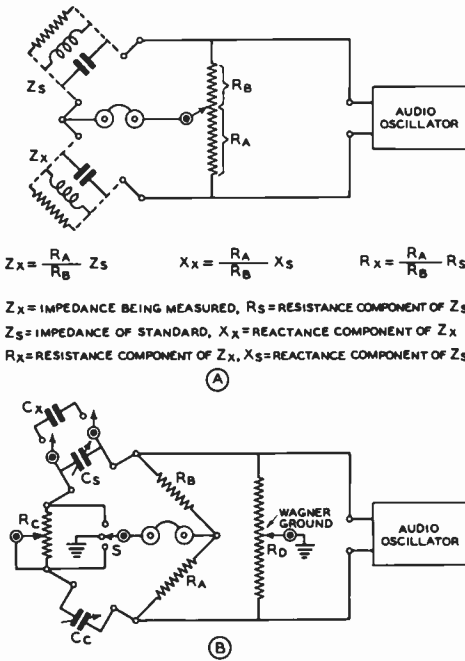 Zs
RB
RA
AUDIO
OSCILLATOR
Zx
Zx = RA/RB Zs   Xx = RA/RB Xs   Rx = RA/RB Rs
Zx = IMPEDANCE BEING MEASURED, Rs = RESISTANCE COMPONENT OF Zs
Zs = IMPEDANCE OF STANDARD, Xx = REACTANCE COMPONENT OF Zx
Rx = RESISTANCE COMPONENT OF Zx, Xs = REACTANCE COMPONENT OF Zs
A
Cx
Cs
RB
RC
S
WAGNER
GROUND
RD
AUDIO
OSCILLATOR
RA
CC
B